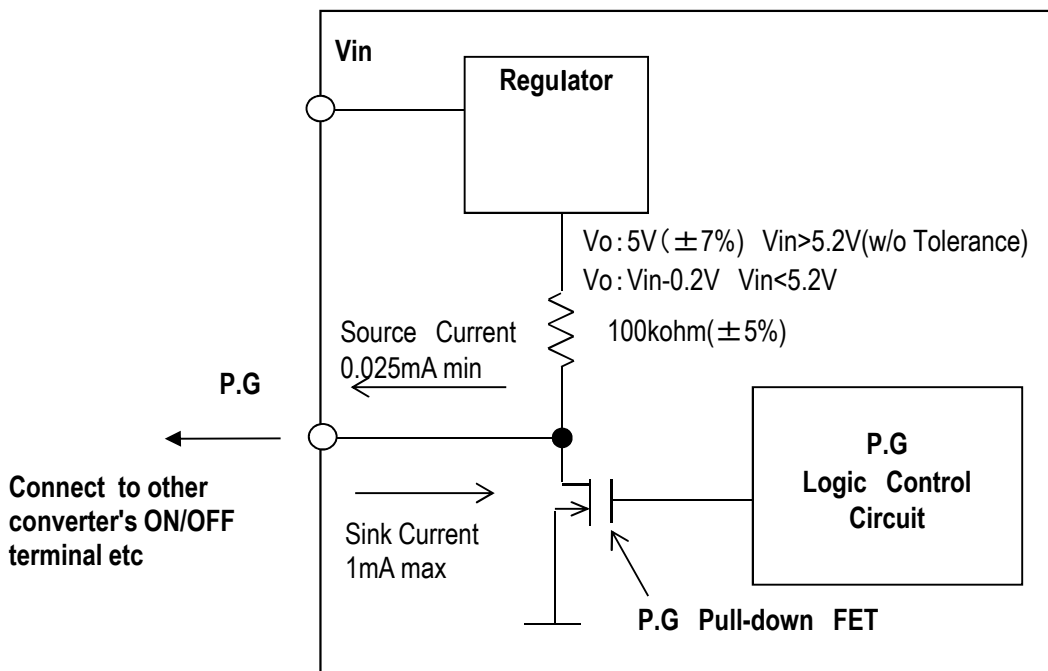 Vin
Regulator
Vo:5V(±7%) Vin>5.2V(w/o Tolerance)
Vo:Vin-0.2V Vin<5.2V
100kohm(±5%)
Source Current
0.025mA min
P.G
Connect to other
converter's ON/OFF
terminal etc
Sink Current
1mA max
P.G
Logic Control
Circuit
P.G Pull-down FET